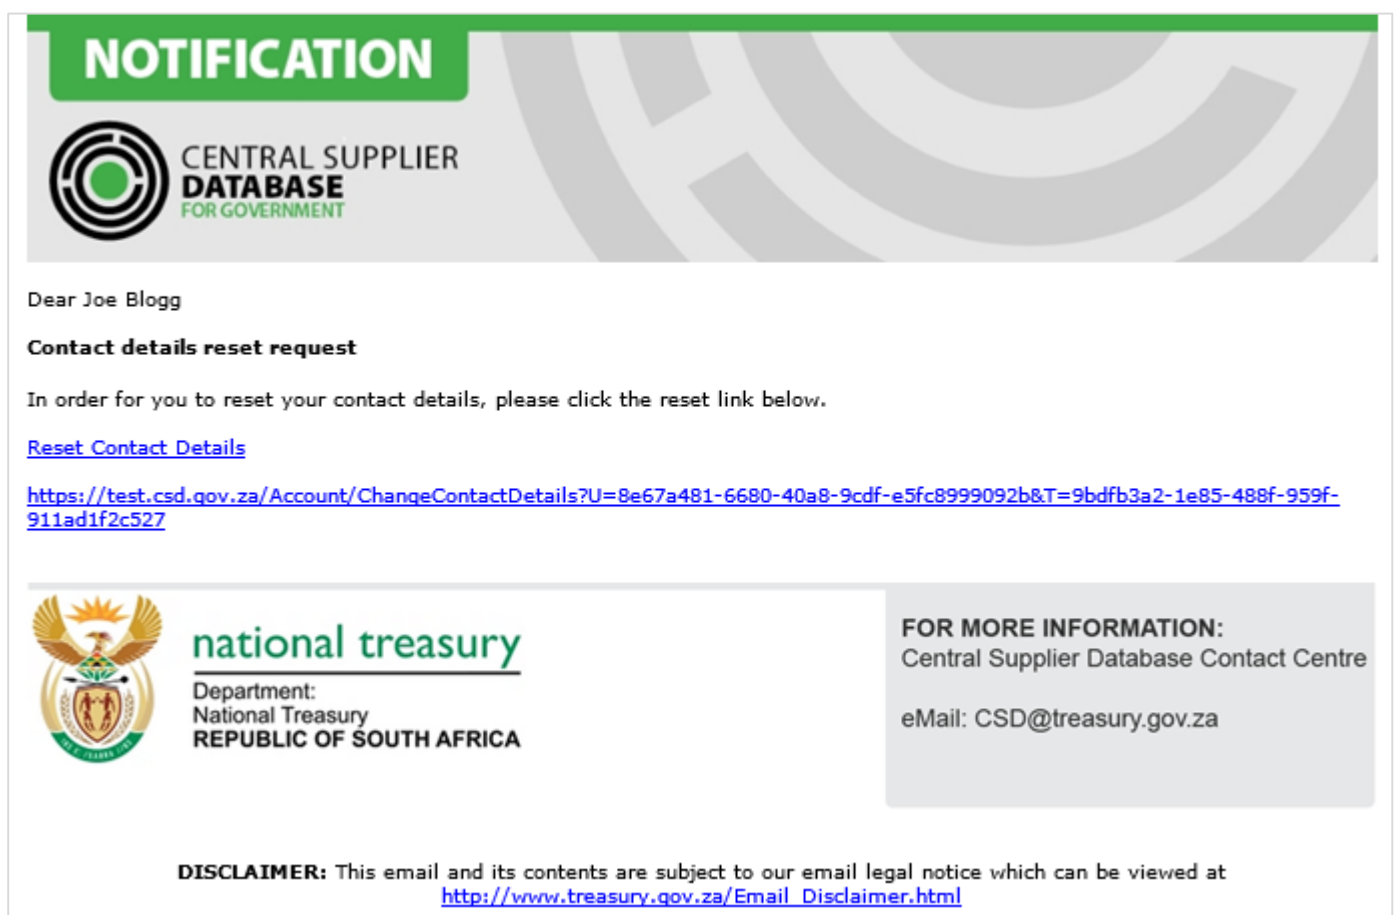 NOTIFICATION
CENTRAL SUPPLIER
DATABASE
FOR GOVERNMENT
Dear Joe Blogg
Contact details reset request
In order for you to reset your contact details, please click the reset link below.
Reset Contact Details
https://test.csd.gov.za/Account/ChangeContactDetails?U=8e67a481-6680-40a8-9cdf-e5fc8999092b&T=9bdfb3a2-1e85-488f-959f-
911ad1f2c527
national treasury
Department:
National Treasury
REPUBLIC OF SOUTH AFRICA
FOR MORE INFORMATION:
Central Supplier Database Contact Centre
eMail: CSD@treasury.gov.za
DISCLAIMER: This email and its contents are subject to our email legal notice which can be viewed at
http://www.treasury.gov.za/Email_Disclaimer.html